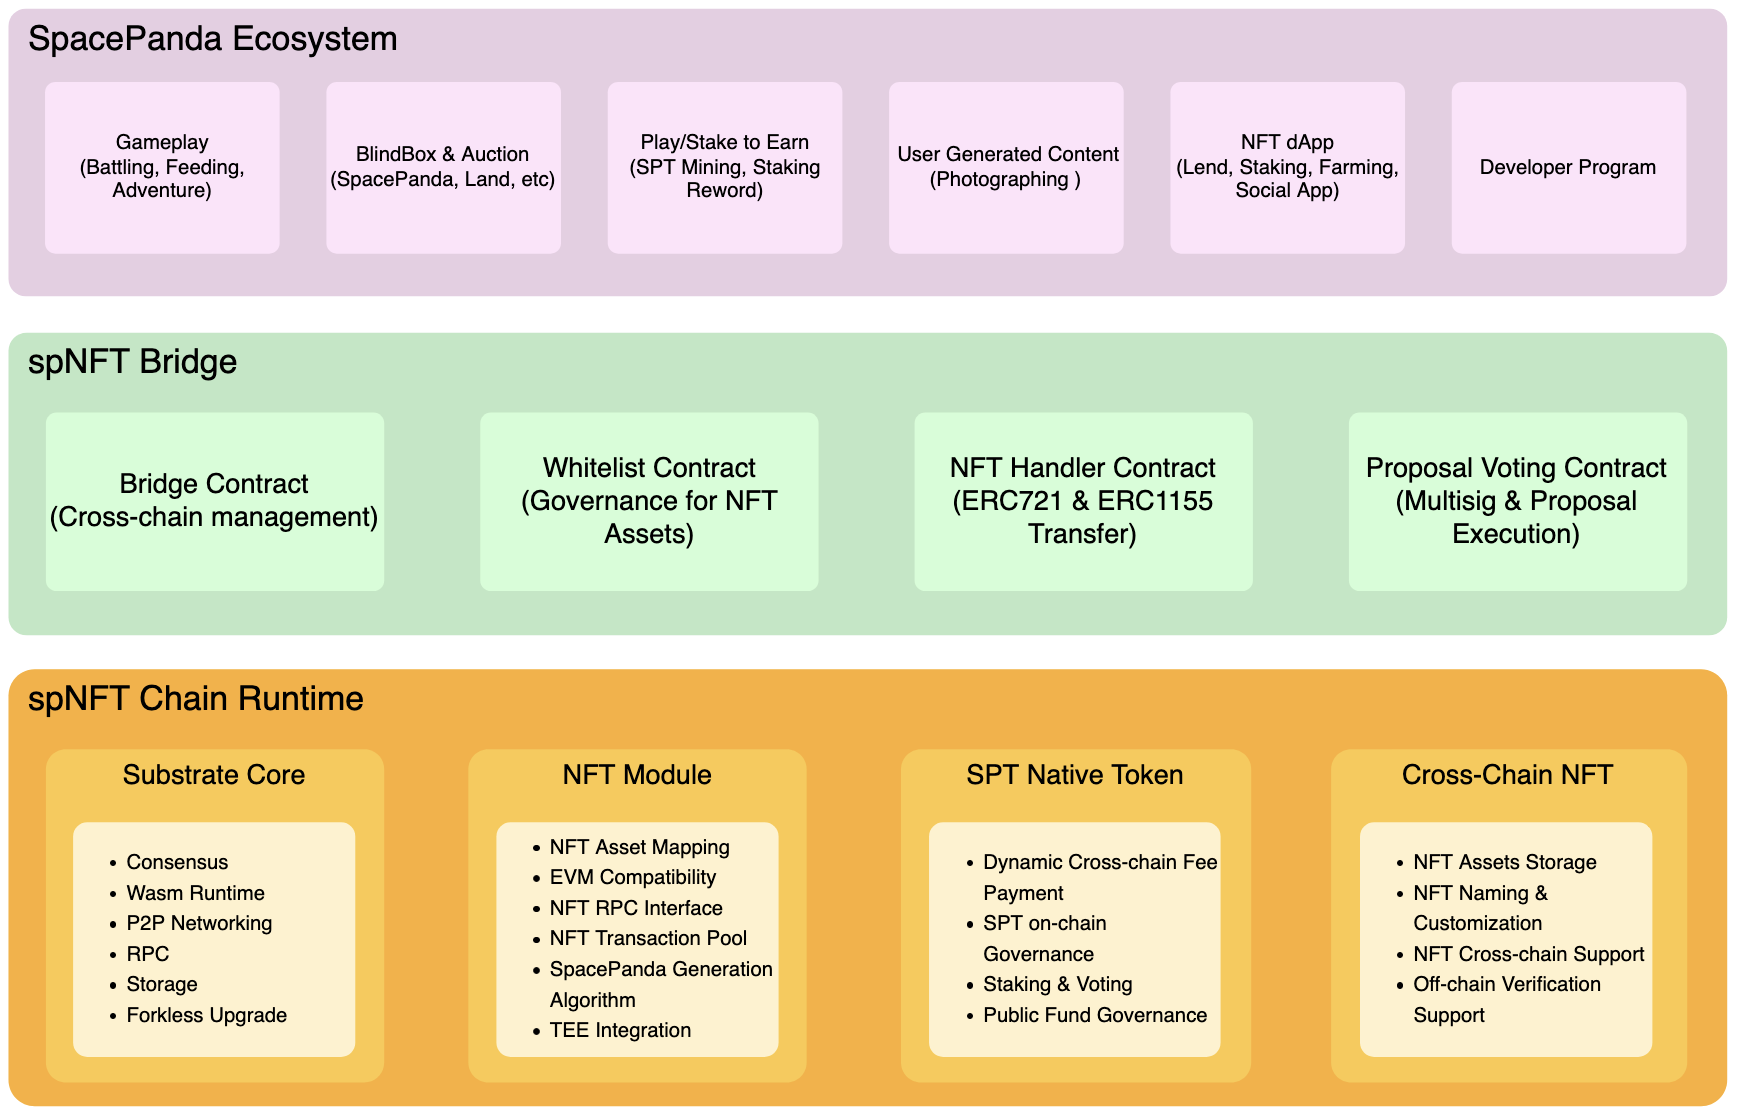 SpacePanda Ecosystem
Gameplay
(Battling, Feeding,
Adventure)
BlindBox & Auction
(SpacePanda, Land, etc)
Play/Stake to Earn
(SPT Mining, Staking
Reword)
User Generated Content
(Photographing )
NFT dApp
(Lend, Staking, Farming,
Social App)
Developer Program
spNFT Bridge
Bridge Contract
(Cross-chain management)
Whitelist Contract
(Governance for NFT
Assets)
NFT Handler Contract
(ERC721 & ERC1155
Transfer)
Proposal Voting Contract
(Multisig & Proposal
Execution)
spNFT Chain Runtime
Substrate Core
• Consensus
• Wasm Runtime
• P2P Networking
• RPC
• Storage
• Forkless Upgrade
NFT Module
• NFT Asset Mapping
• EVM Compatibility
• NFT RPC Interface
• NFT Transaction Pool
• SpacePanda Generation
Algorithm
• TEE Integration
SPT Native Token
• Dynamic Cross-chain Fee
Payment
• SPT on-chain
Governance
• Staking & Voting
• Public Fund Governance
Cross-Chain NFT
• NFT Assets Storage
• NFT Naming &
Customization
• NFT Cross-chain Support
• Off-chain Verification
Support